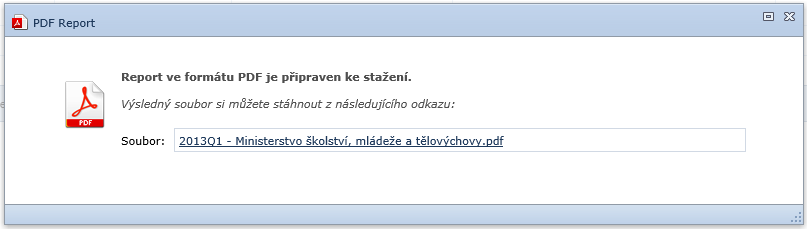 PDF Report
Report ve formátu PDF je připraven ke stažení.
Výsledný soubor si můžete stáhnout z následujícího odkazu:
PDF
Soubor: 2013Q1 - Ministerstvo školství, mládeže a tělovýchovy.pdf